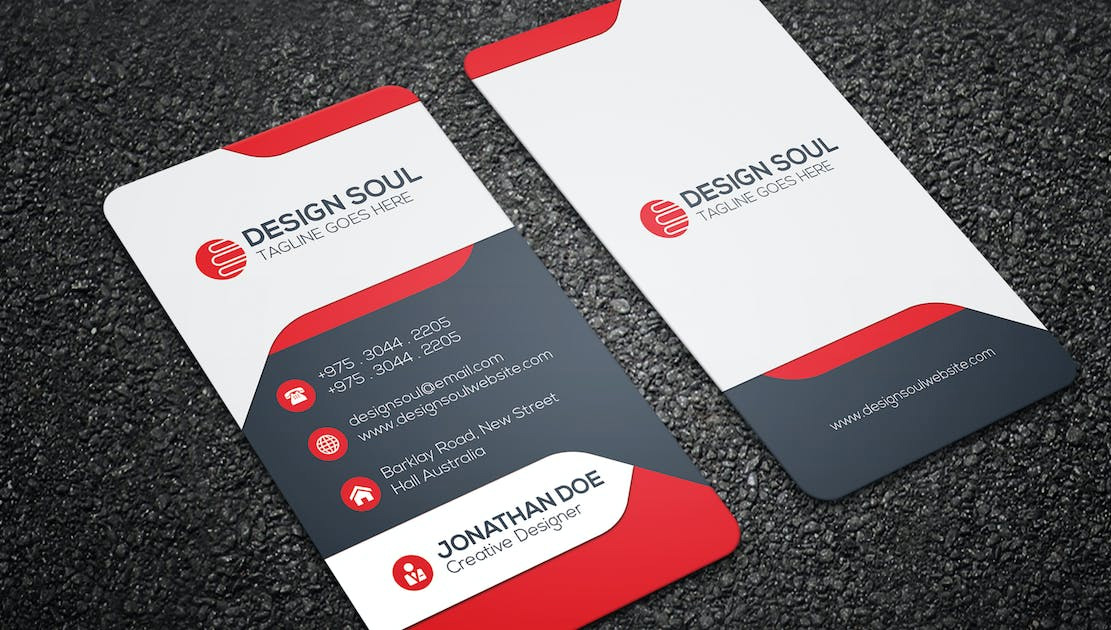 DESIGN SOUL
TAGLINE GOES HERE
+975 . 3044 . 2205
+975 . 3044 . 2205
designsoul@email.com
www.designsoulwebsite.com
Barklay Road, New Street
Hall Australia
JONATHAN DOE
Creative Designer
DESIGN SOUL
TAGLINE GOES HERE
www.designsoulwebsite.com